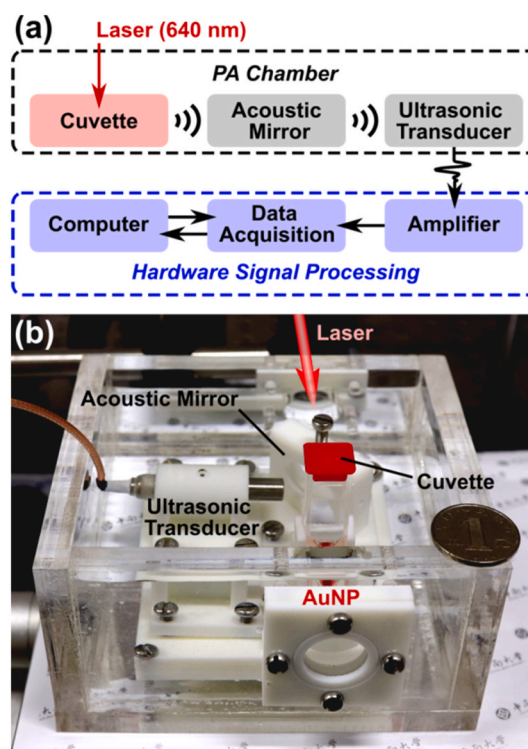 (a)
Laser (640 nm)
PA Chamber
Cuvette
Acoustic
Mirror
Ultrasonic
Transducer
Computer
Data
Acquisition
Amplifier
Hardware Signal Processing
(b)
Laser
Acoustic Mirror
Cuvette
Ultrasonic
Transducer
1
AuNP